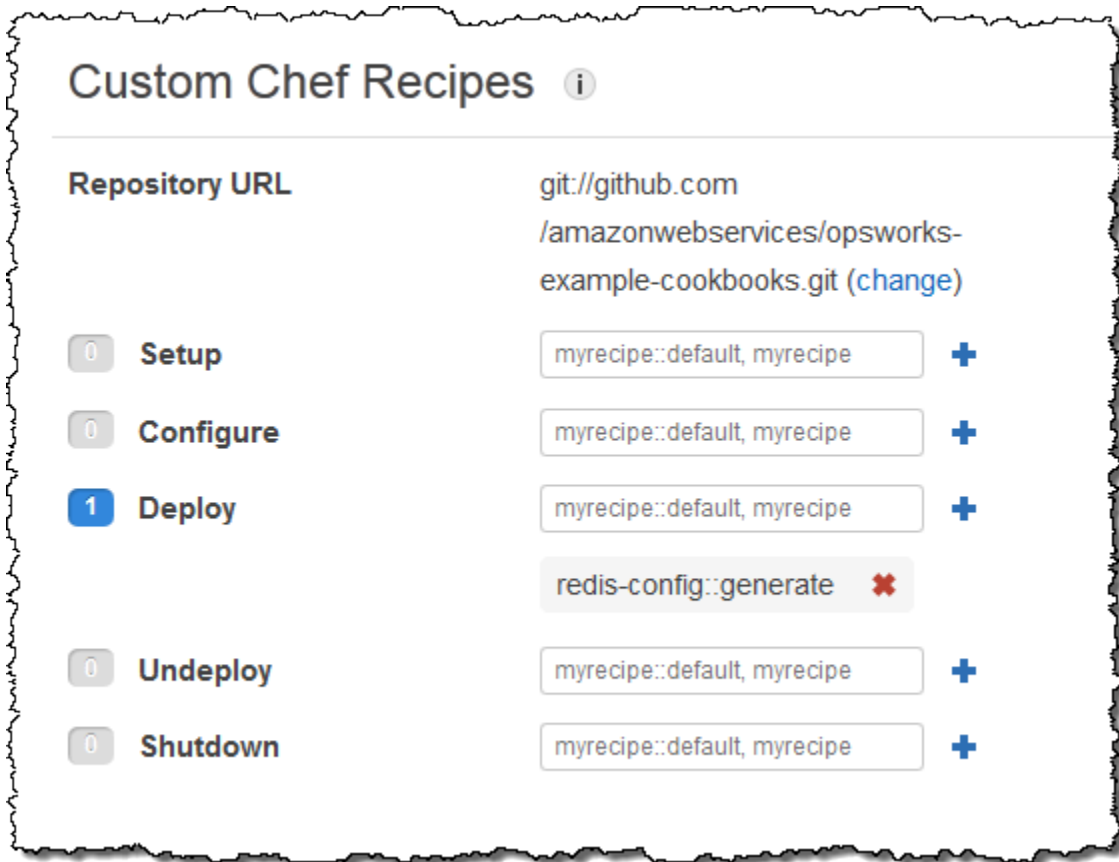 Custom Chef Recipes i
Repository URL git://github.com
/amazonwebservices/opsworks-
example-cookbooks.git (change)
0 Setup myrecipe::default, myrecipe
0 Configure myrecipe::default, myrecipe
1 Deploy myrecipe::default, myrecipe
redis-config::generate
0 Undeploy myrecipe::default, myrecipe
0 Shutdown myrecipe::default, myrecipe